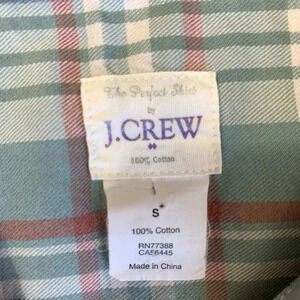 The Perfect Shirt
by
J.CREW
100% Cotton
S+
100% Cotton
RN77388
CA56445
Made in China